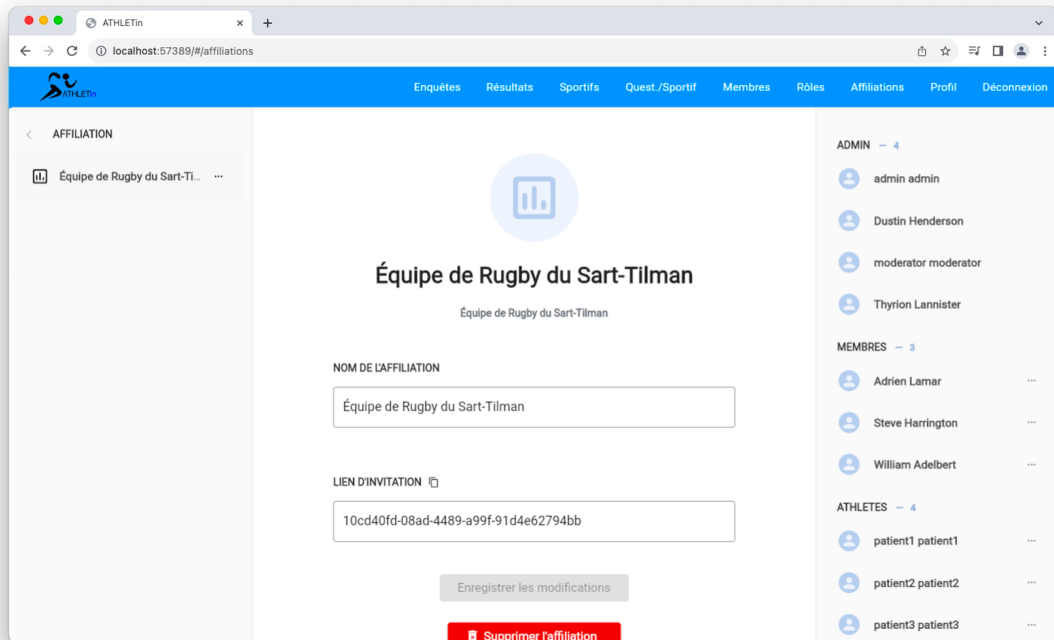 ATHLETin
localhost:57389/#/affiliations
ATHLETin
Enquêtes Résultats Sportifs Quest./Sportif Membres Rôles Affiliations Profil Déconnexion
AFFILIATION
Équipe de Rugby du Sart-Ti... ...
Équipe de Rugby du Sart-Tilman
Équipe de Rugby du Sart-Tilman
NOM DE L'AFFILIATION
Équipe de Rugby du Sart-Tilman
LIEN D'INVITATION
10cd40fd-08ad-4489-a99f-91d4e62794bb
Enregistrer les modifications
Supprimer l'affiliation
ADMIN — 4
admin admin
Dustin Henderson
moderator moderator
Thyrion Lannister
MEMBRES — 3
Adrien Lamar ...
Steve Harrington ...
William Adelbert ...
ATHLETES — 4
patient1 patient1 ...
patient2 patient2 ...
patient3 patient3 ...